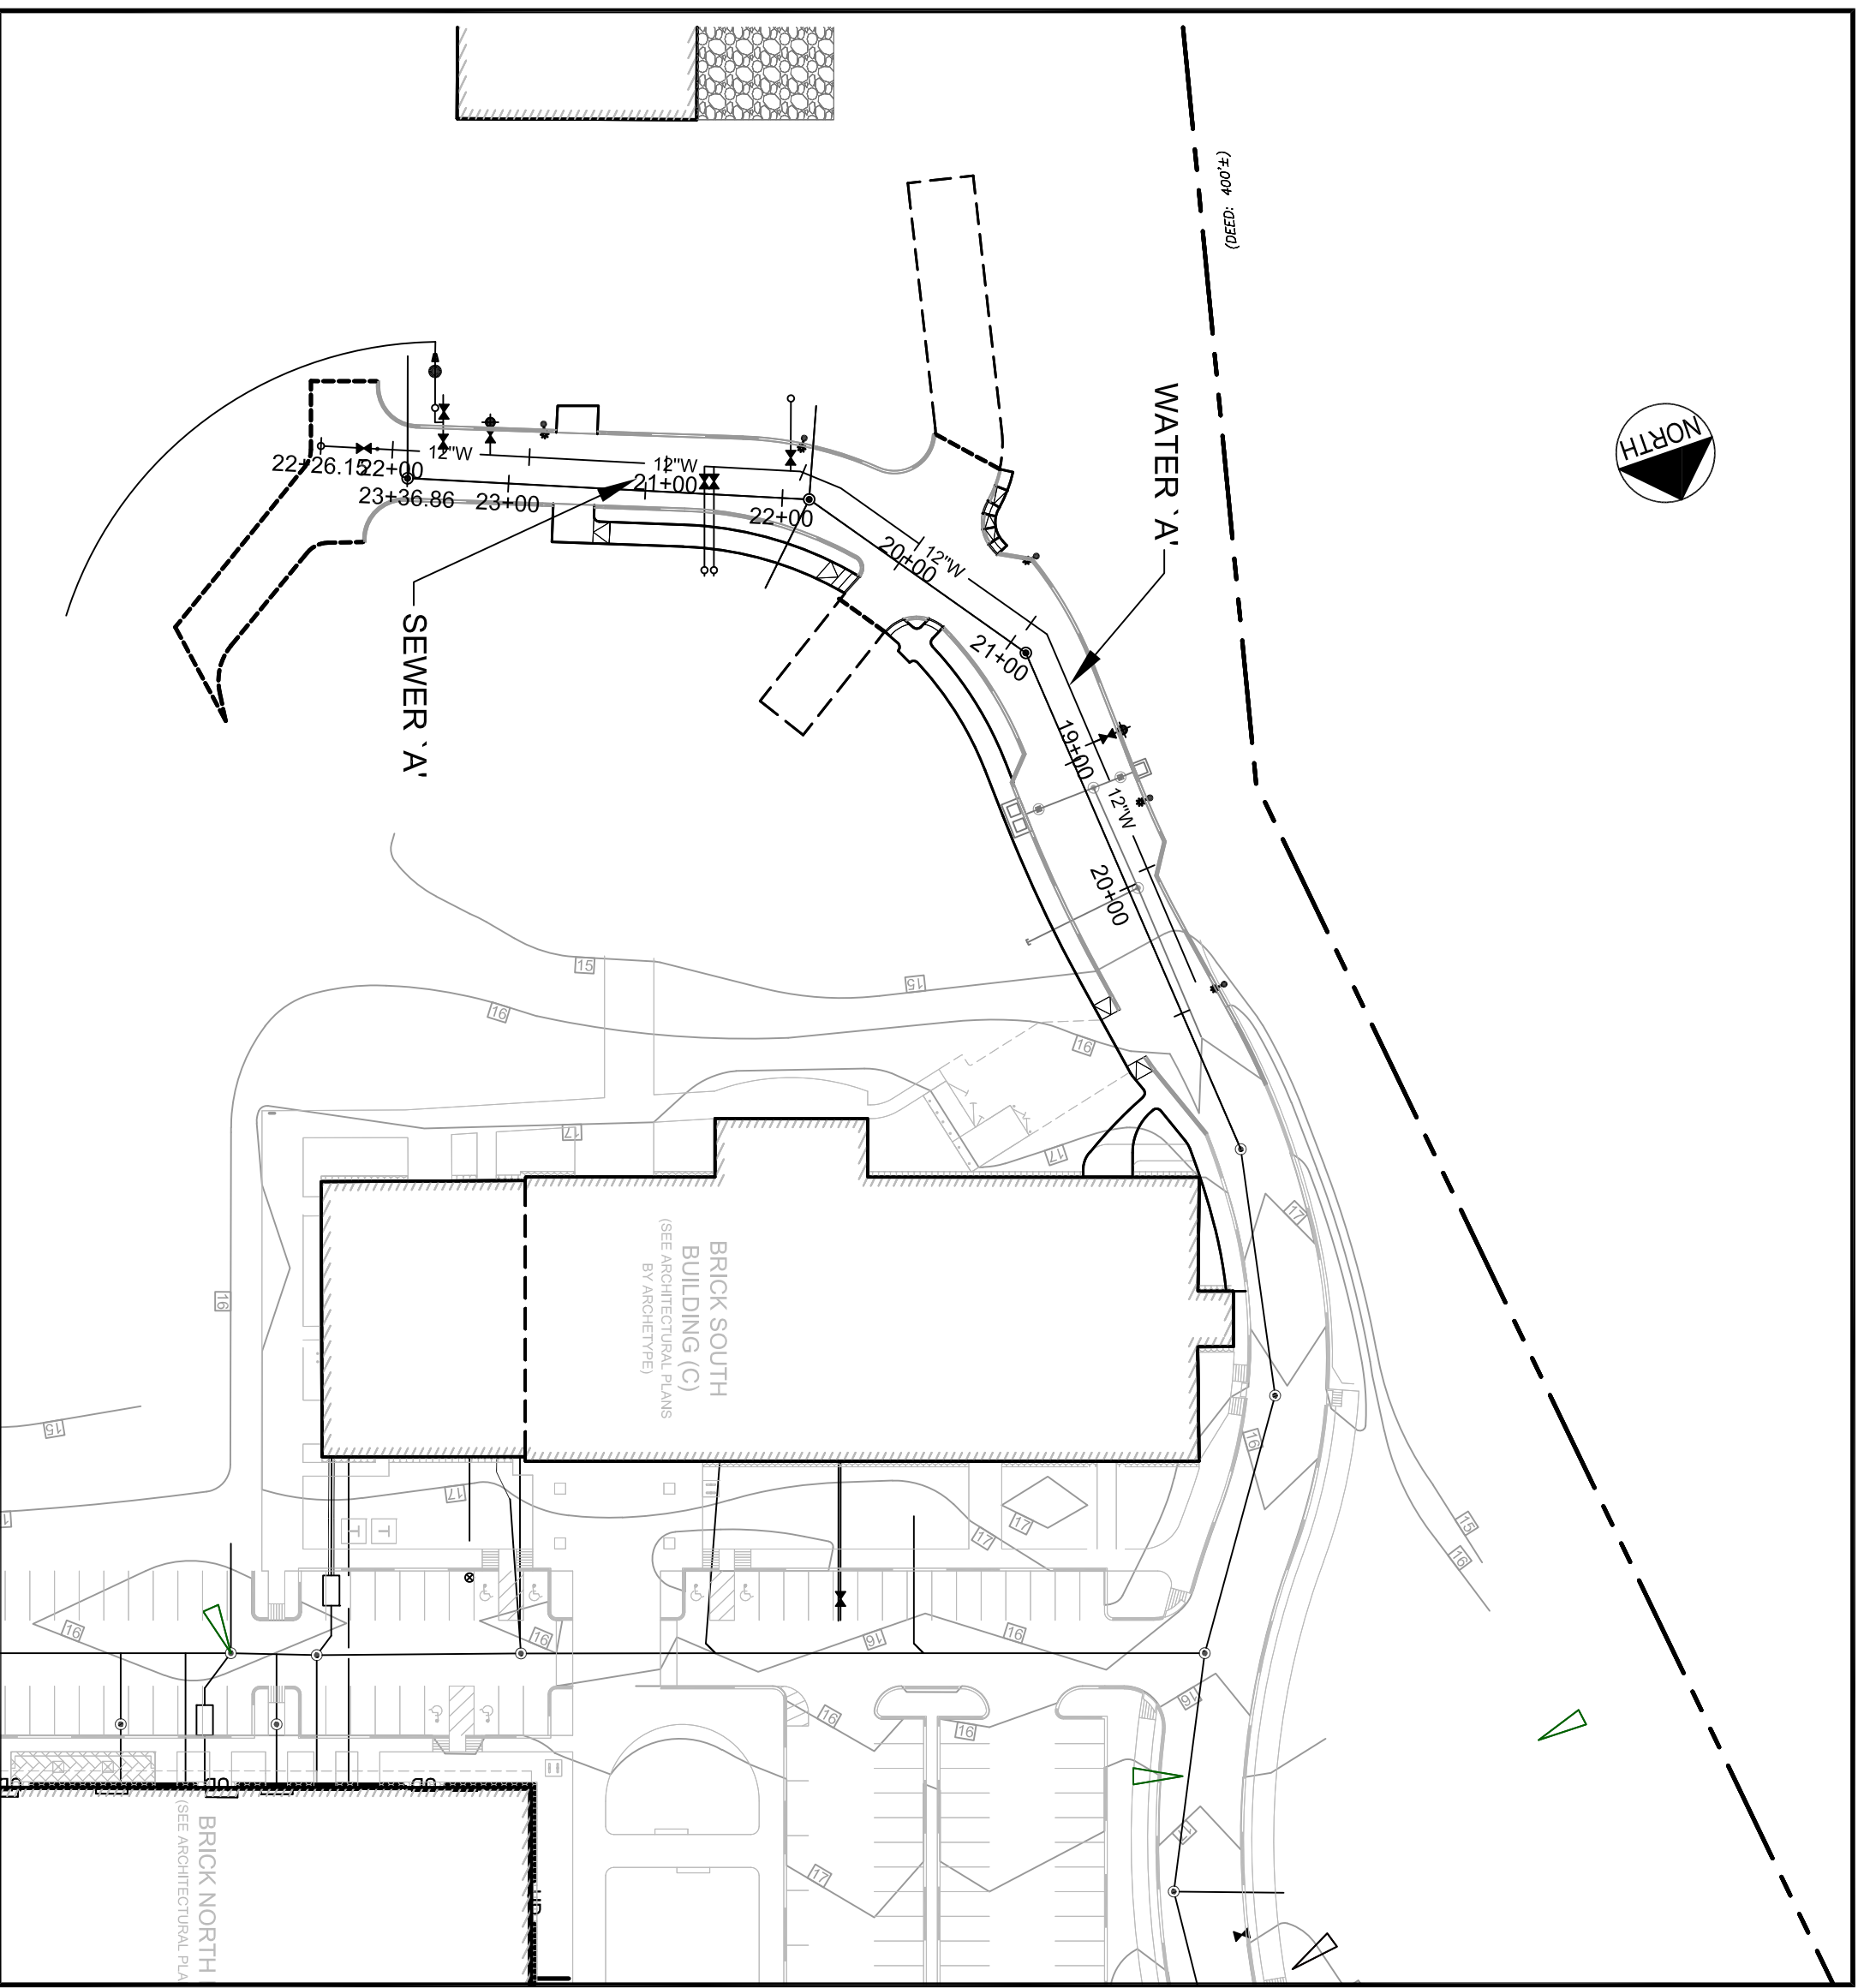 (DEED: 400'±)
NORTH
WATER `A'
12"W
12"W
22+26.15
22+00
21+00
23+36.86
23+00
22+00
20+00
12"W
SEWER `A'
21+00
19+00
12"W
20+00
15
15
16
16
17
17
17
16
BRICK SOUTH
BUILDING (C)
(SEE ARCHITECTURAL PLANS
BY ARCHETYPE)
15
16
17
17
17
15
16
T
T
16
16
16
16
16
16
16
17
17
BRICK NORTH
(SEE ARCHITECTURAL PLA